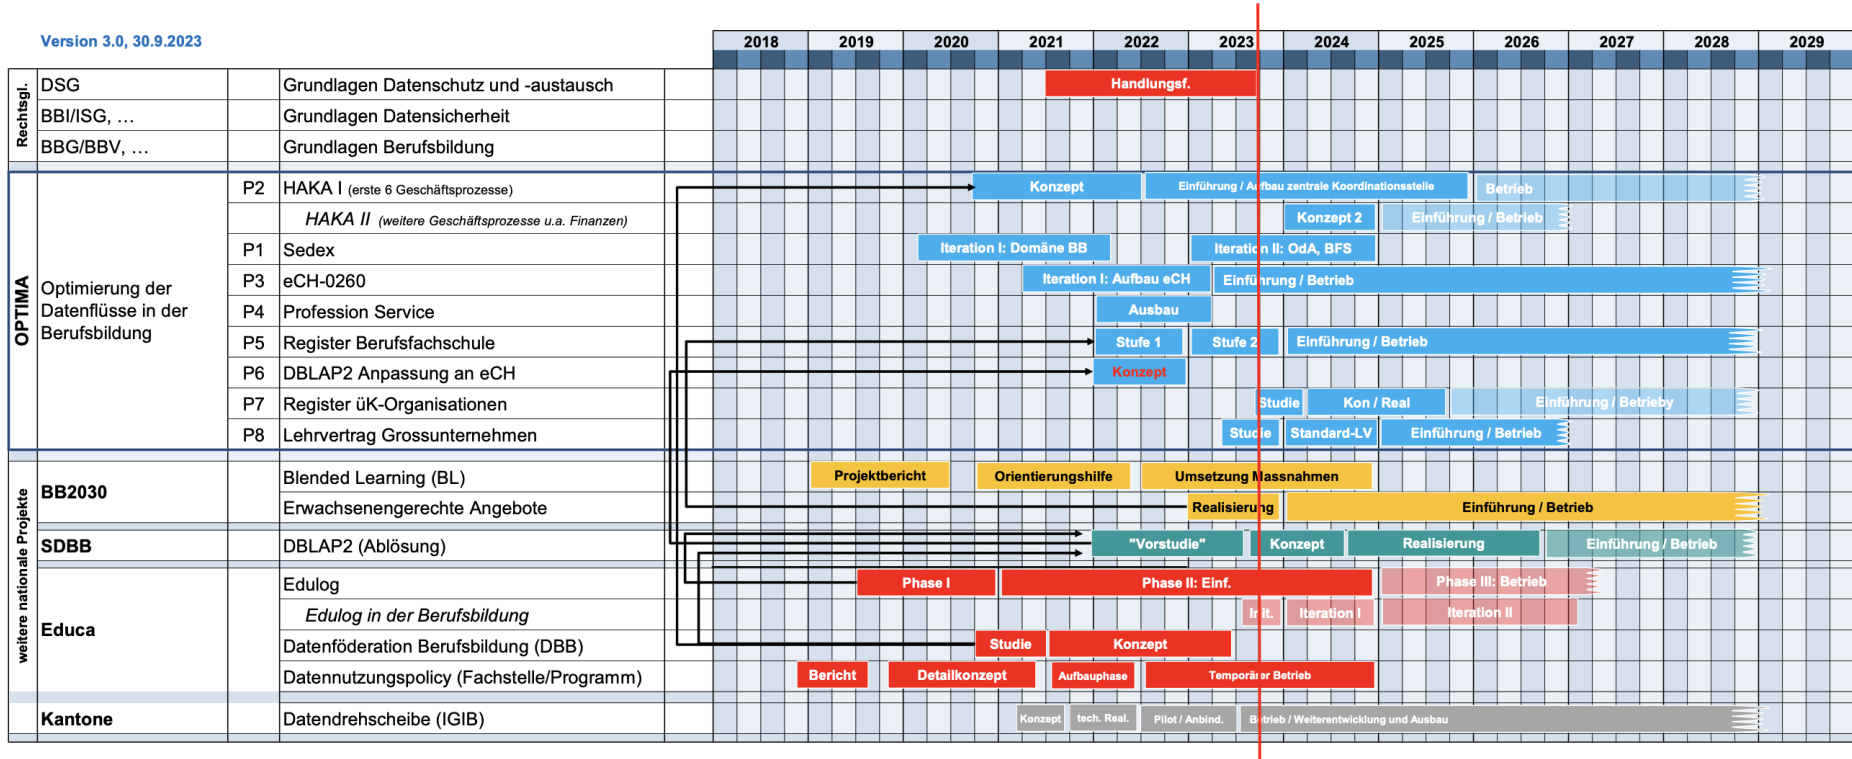 Version 3.0, 30.9.2023
2018 2019 2020 2021 2022 2023 2024 2025 2026 2027 2028 2029
Rechtsgl.
DSG Grundlagen Datenschutz und -austausch Handlungsf.
BBI/ISG, … Grundlagen Datensicherheit
BBG/BBV, … Grundlagen Berufsbildung
OPTIMA
Optimierung der
Datenflüsse in der
Berufsbildung
P2 HAKA I (erste 6 Geschäftsprozesse) Konzept Einführung / Aufbau zentrale Koordinationsstelle Betrieb
HAKA II (weitere Geschäftsprozesse u.a. Finanzen) Konzept 2 Einführung / Betrieb
P1 Sedex Iteration I: Domäne BB Iteration II: OdA, BFS
P3 eCH-0260 Iteration I: Aufbau eCH Einführung / Betrieb
P4 Profession Service Ausbau
P5 Register Berufsfachschule Stufe 1 Stufe 2 Einführung / Betrieb
P6 DBLAP2 Anpassung an eCH Konzept
P7 Register üK-Organisationen Studie Kon / Real Einführung / Betrieby
P8 Lehrvertrag Grossunternehmen Studie Standard-LV Einführung / Betrieb
weitere nationale Projekte
BB2030
Blended Learning (BL) Projektbericht Orientierungshilfe Umsetzung Massnahmen
Erwachsenengerechte Angebote Realisierung Einführung / Betrieb
SDBB DBLAP2 (Ablösung) "Vorstudie" Konzept Realisierung Einführung / Betrieb
Educa
Edulog Phase I Phase II: Einf. Phase III: Betrieb
Edulog in der Berufsbildung Init. Iteration I Iteration II
Datenföderation Berufsbildung (DBB) Studie Konzept
Datennutzungspolicy (Fachstelle/Programm) Bericht Detailkonzept Aufbauphase Temporärer Betrieb
Kantone Datendrehscheibe (IGIB) Konzept tech. Real. Pilot / Anbind. Betrieb / Weiterentwicklung und Ausbau